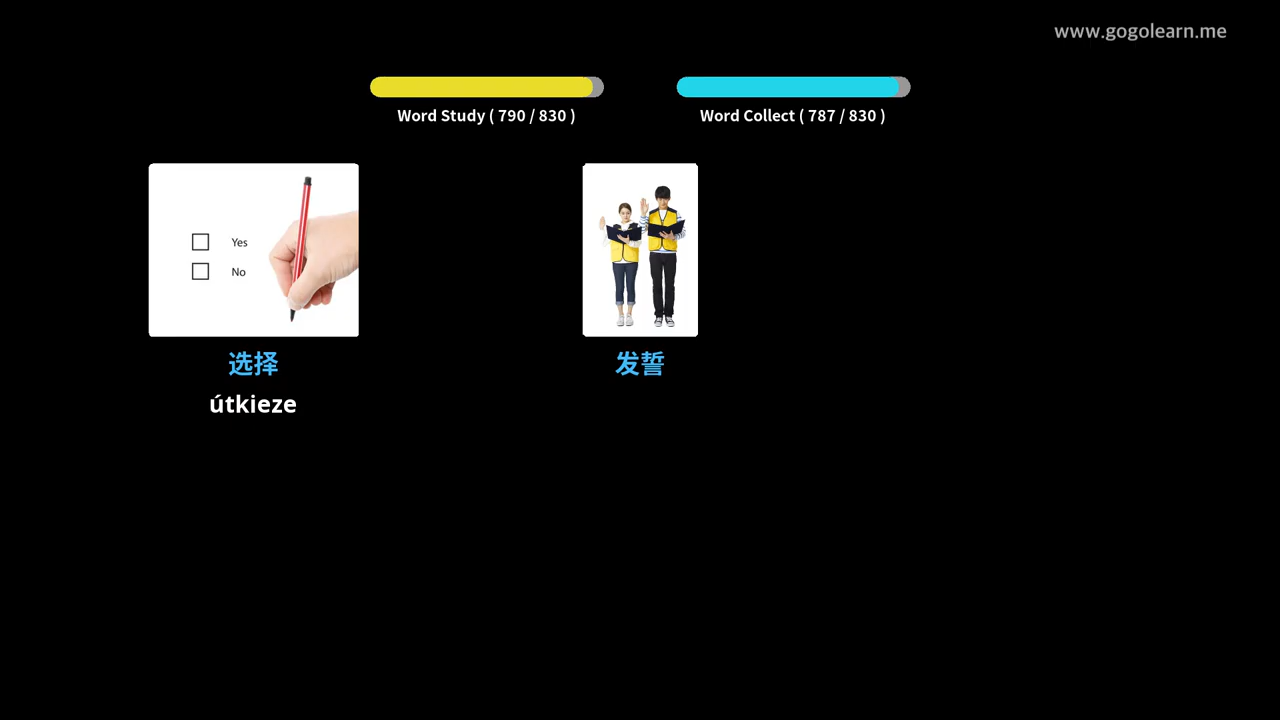 www.gogolearn.me
Word Study ( 790 / 830 )
Word Collect ( 787 / 830 )
Yes
No
选择
发誓
útkieze